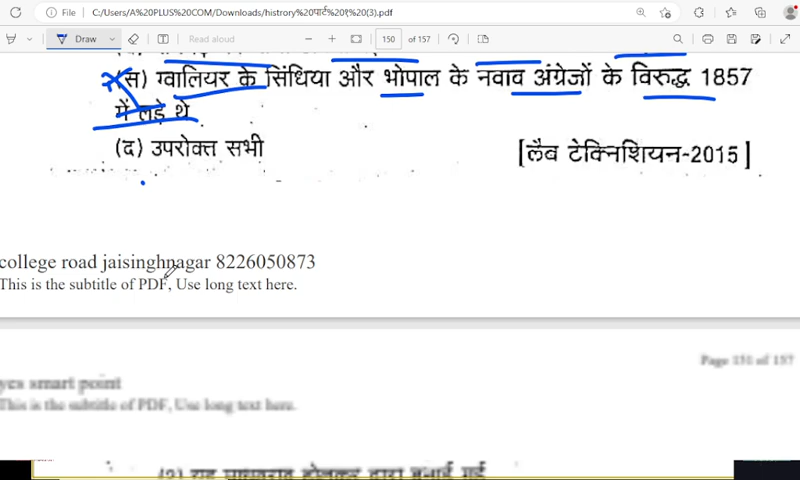 File
C:/Users/A%20PLUS%20COM/Downloads/histrory%20पार्ट%20१%20(3).pdf
Draw
Read aloud
150 of 157
(स) ग्वालियर के सिंधिया और भोपाल के नवाव अंग्रेजों के विरुद्ध 1857
में लड़े थे
(द) उपरोक्त सभी
[लैब टेक्निशियन-2015]
college road jaisinghnagar 8226050873
This is the subtitle of PDF, Use long text here.
Page 151 of 157
yes smart point
This is the subtitle of PDF, Use long text here.